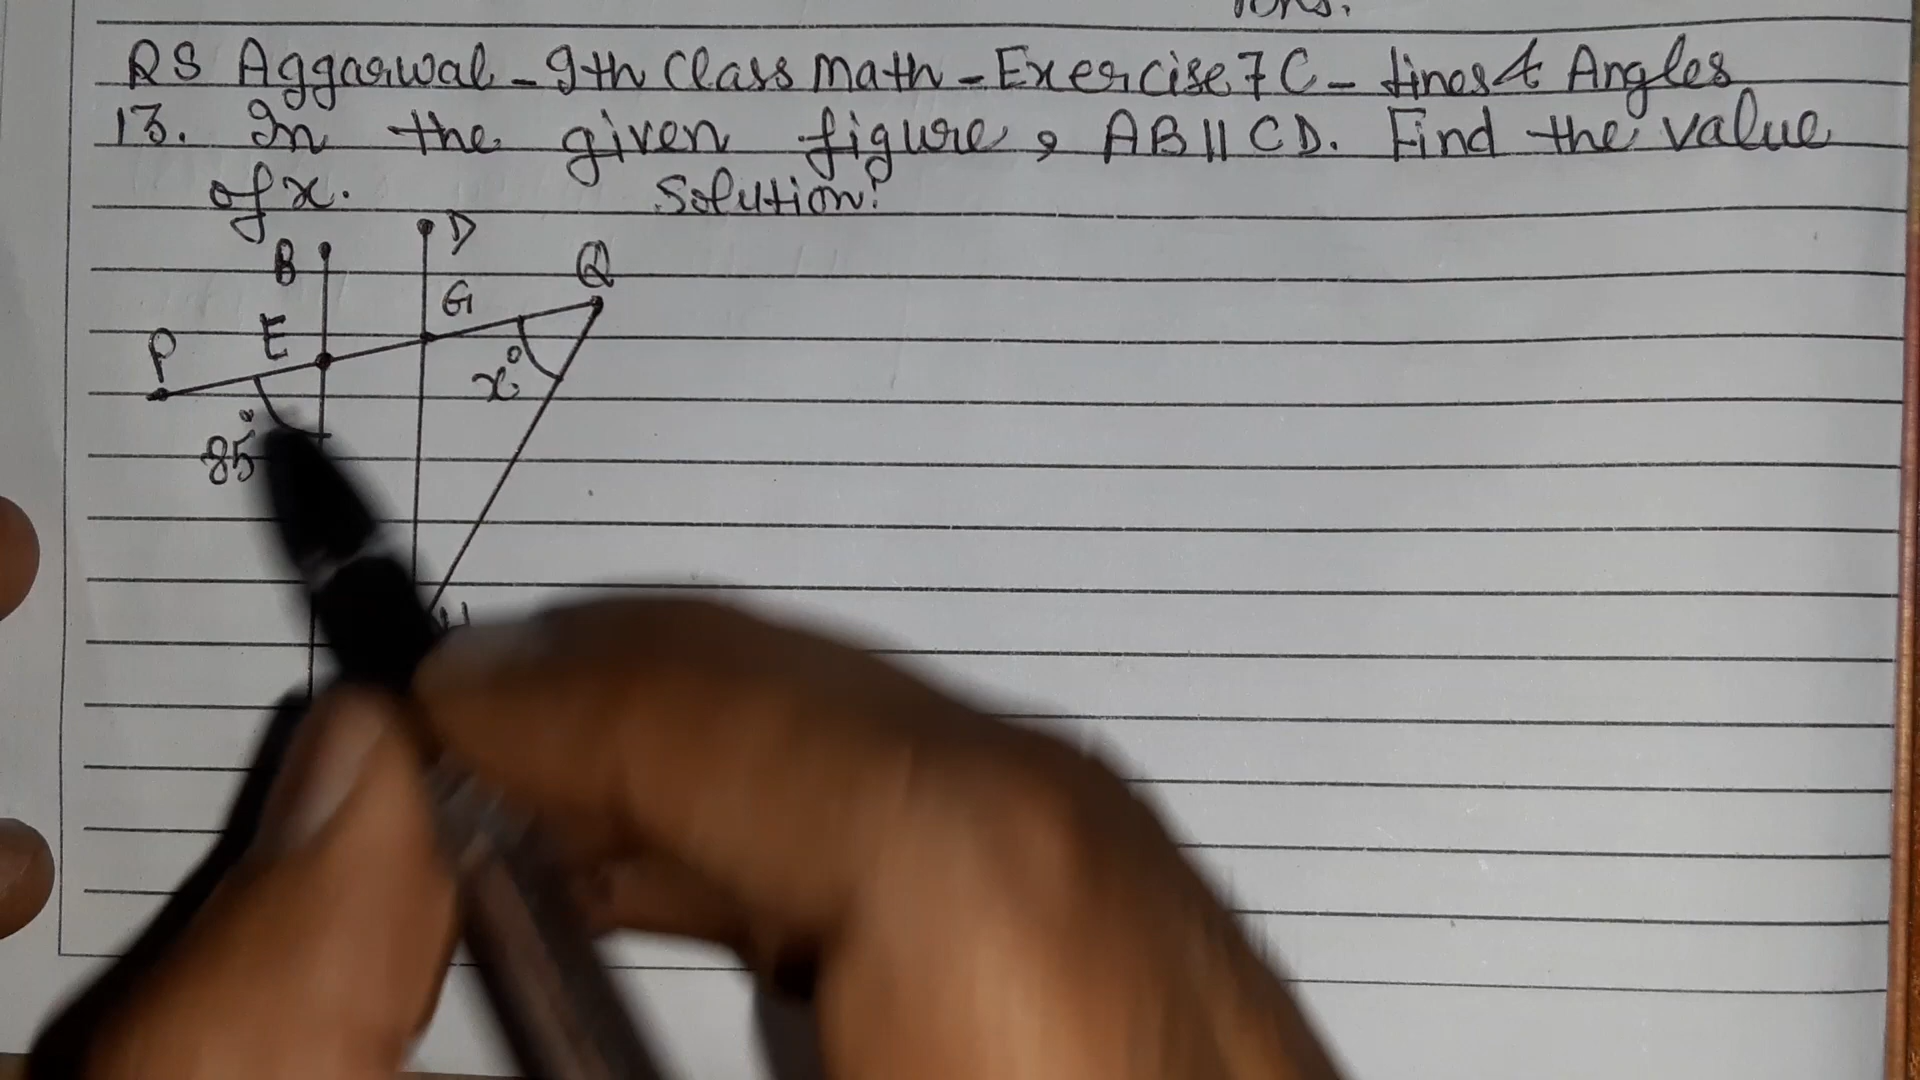 RS Aggarwal - 9th Class Math - Exercise 7C - Lines & Angles
13. In the given figure, AB || CD. Find the value
of x. Solution:
B D Q
G
E
P
x°
85°
H